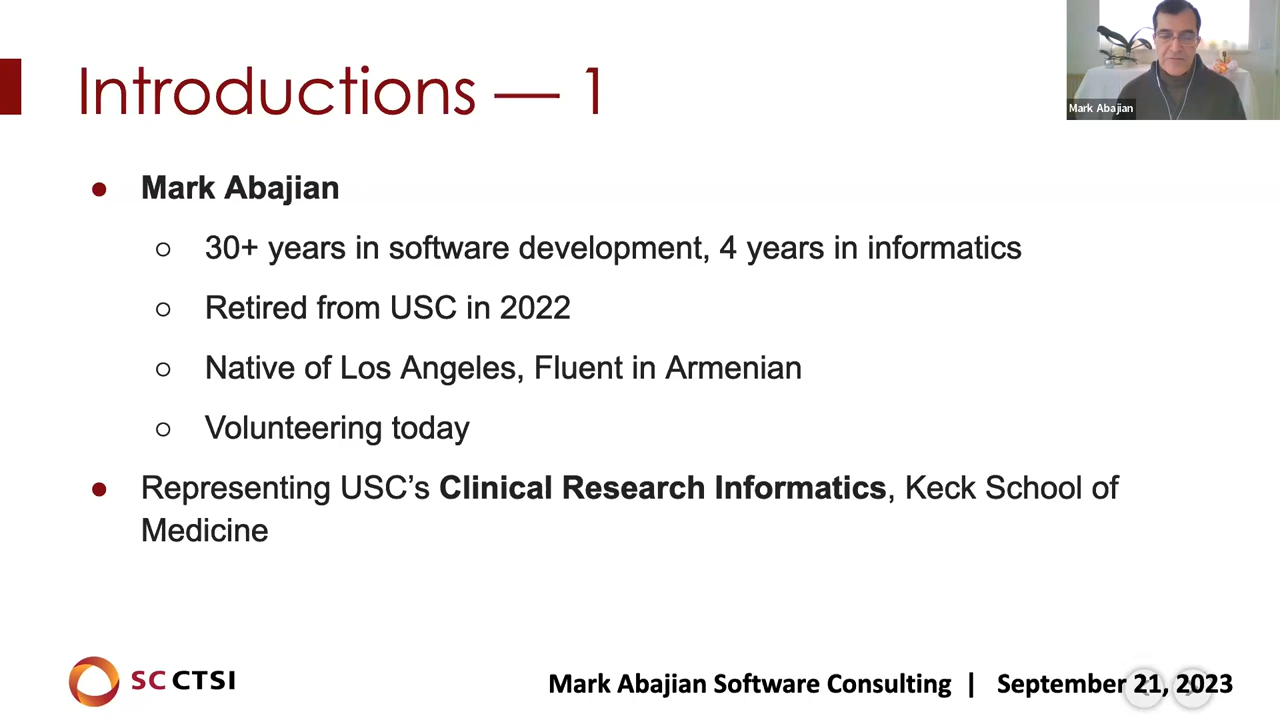 Introductions — 1
Mark Abajian
● Mark Abajian
○ 30+ years in software development, 4 years in informatics
○ Retired from USC in 2022
○ Native of Los Angeles, Fluent in Armenian
○ Volunteering today
● Representing USC’s Clinical Research Informatics, Keck School of
Medicine
SC CTSI
Mark Abajian Software Consulting | September 21, 2023